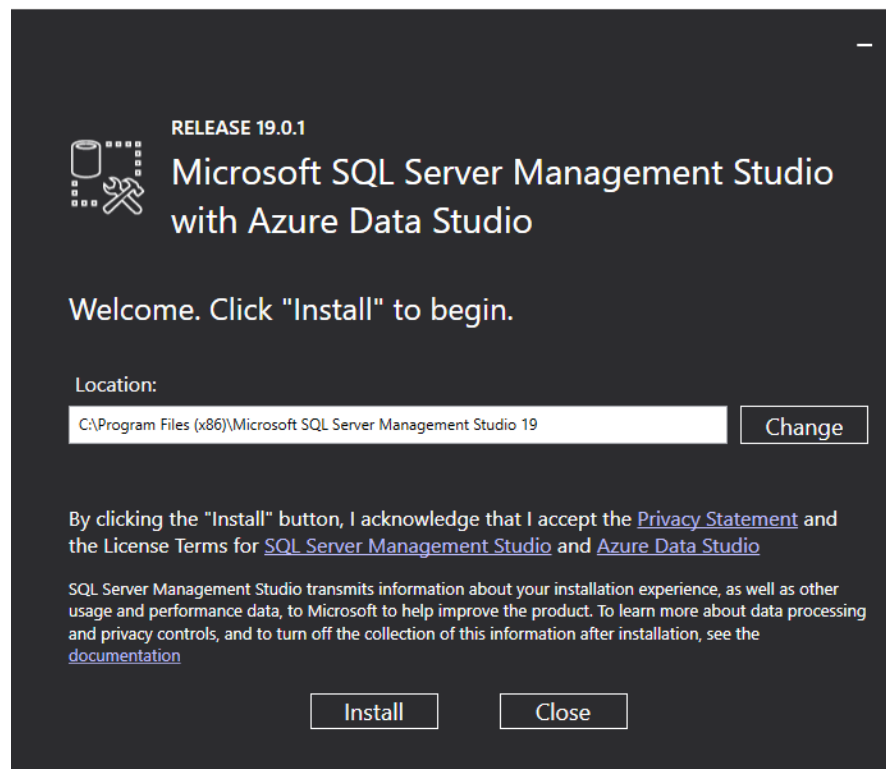 RELEASE 19.0.1
Microsoft SQL Server Management Studio
with Azure Data Studio
Welcome. Click "Install" to begin.
Location:
C:\Program Files (x86)\Microsoft SQL Server Management Studio 19
Change
By clicking the "Install" button, I acknowledge that I accept the Privacy Statement and
the License Terms for SQL Server Management Studio and Azure Data Studio
SQL Server Management Studio transmits information about your installation experience, as well as other
usage and performance data, to Microsoft to help improve the product. To learn more about data processing
and privacy controls, and to turn off the collection of this information after installation, see the
documentation
Install
Close